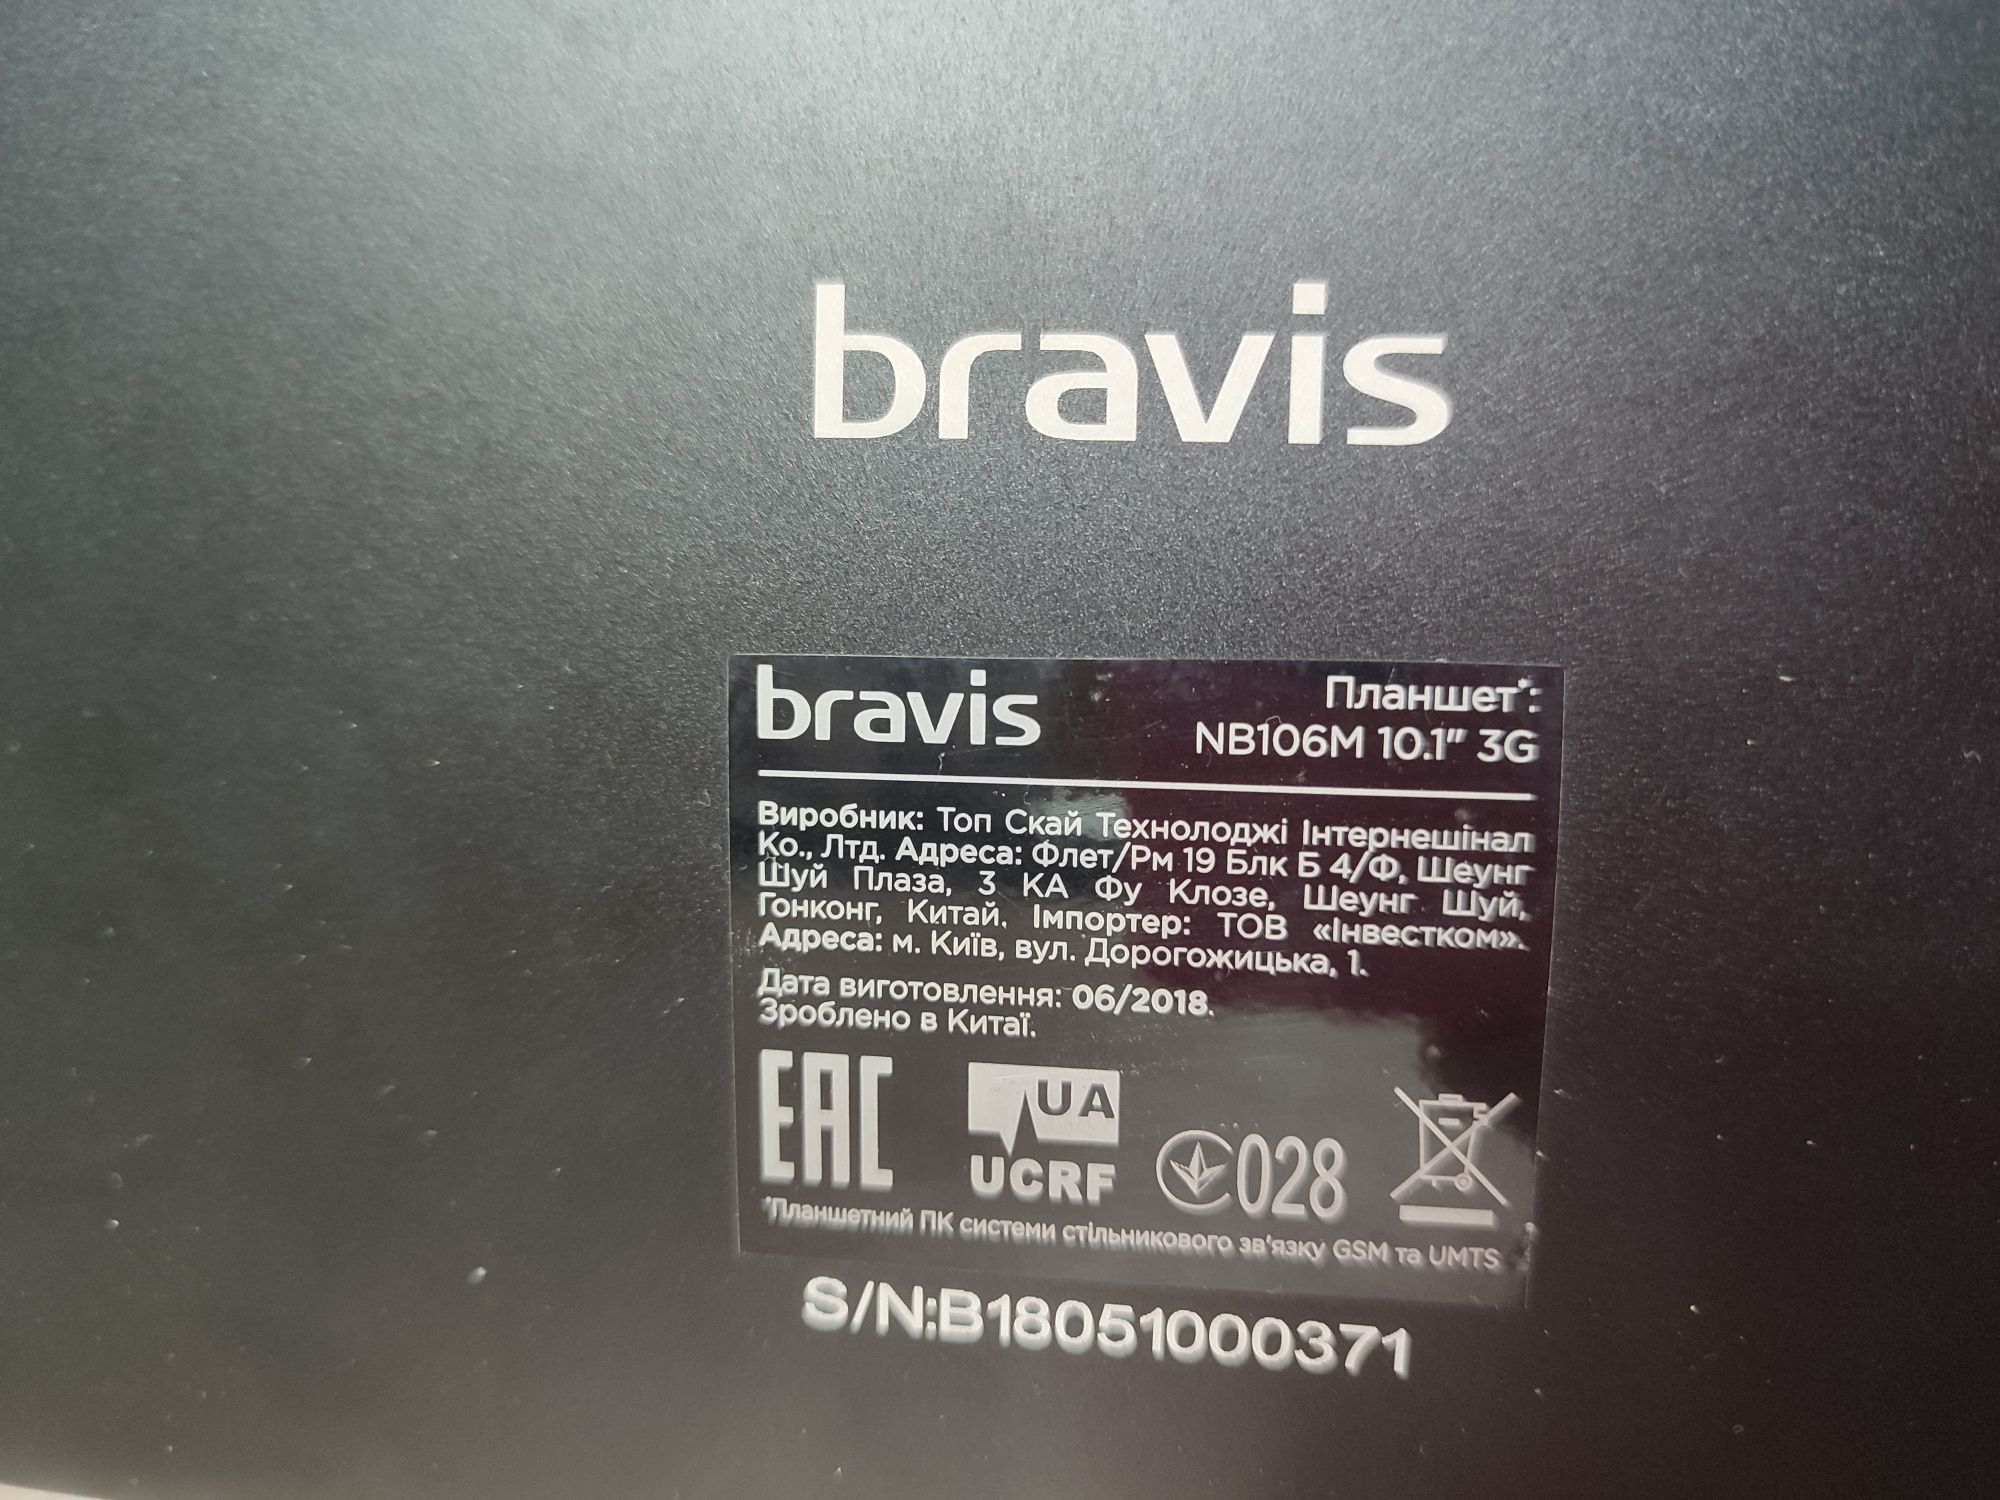 bravis
bravis
Планшет*:
NB106M 10.1" 3G
Виробник: Топ Скай Технолоджі Інтернешінал
Ко., Лтд. Адреса: Флет/Рм 19 Блк Б 4/Ф, Шеунг
Шуй Плаза, 3 КА Фу Клозе, Шеунг Шуй,
Гонконг, Китай. Імпортер: ТОВ «Інвестком».
Адреса: м. Київ, вул. Дорогожицька, 1.
Дата виготовлення: 06/2018.
Зроблено в Китаї.
EAC
UA
UCRF
028
*Планшетний ПК системи стільникового зв'язку GSM та UMTS
S/N:B18051000371